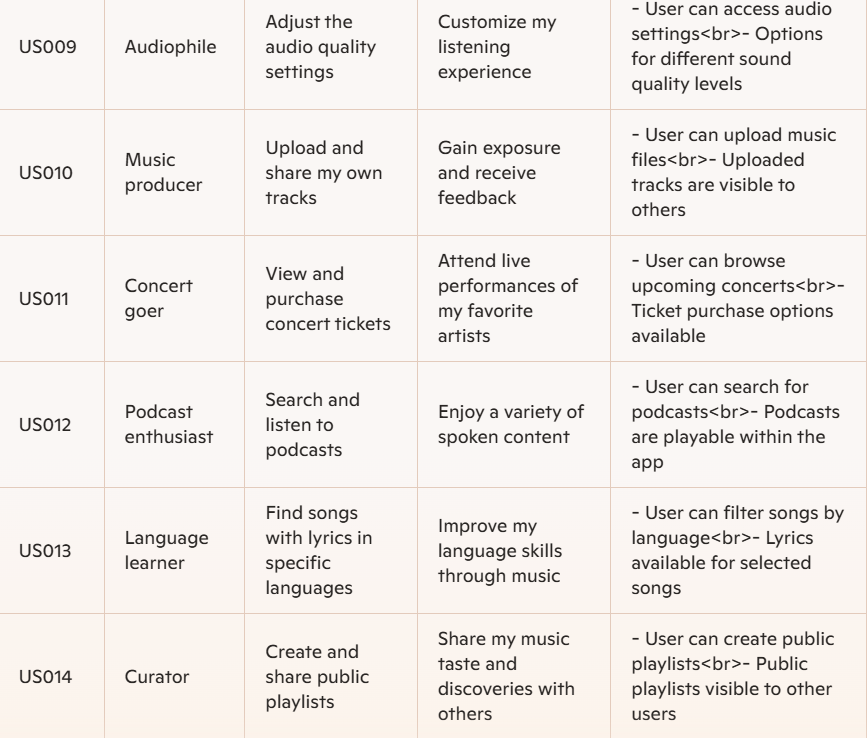 US009
Audiophile
Adjust the
audio quality
settings
Customize my
listening
experience
- User can access audio
settings<br>- Options
for different sound
quality levels
US010
Music
producer
Upload and
share my own
tracks
Gain exposure
and receive
feedback
- User can upload music
files<br>- Uploaded
tracks are visible to
others
US011
Concert
goer
View and
purchase
concert tickets
Attend live
performances of
my favorite
artists
- User can browse
upcoming concerts<br>-
Ticket purchase options
available
US012
Podcast
enthusiast
Search and
listen to
podcasts
Enjoy a variety of
spoken content
- User can search for
podcasts<br>- Podcasts
are playable within the
app
US013
Language
learner
Find songs
with lyrics in
specific
languages
Improve my
language skills
through music
- User can filter songs by
language<br>- Lyrics
available for selected
songs
US014
Curator
Create and
share public
playlists
Share my music
taste and
discoveries with
others
- User can create public
playlists<br>- Public
playlists visible to other
users